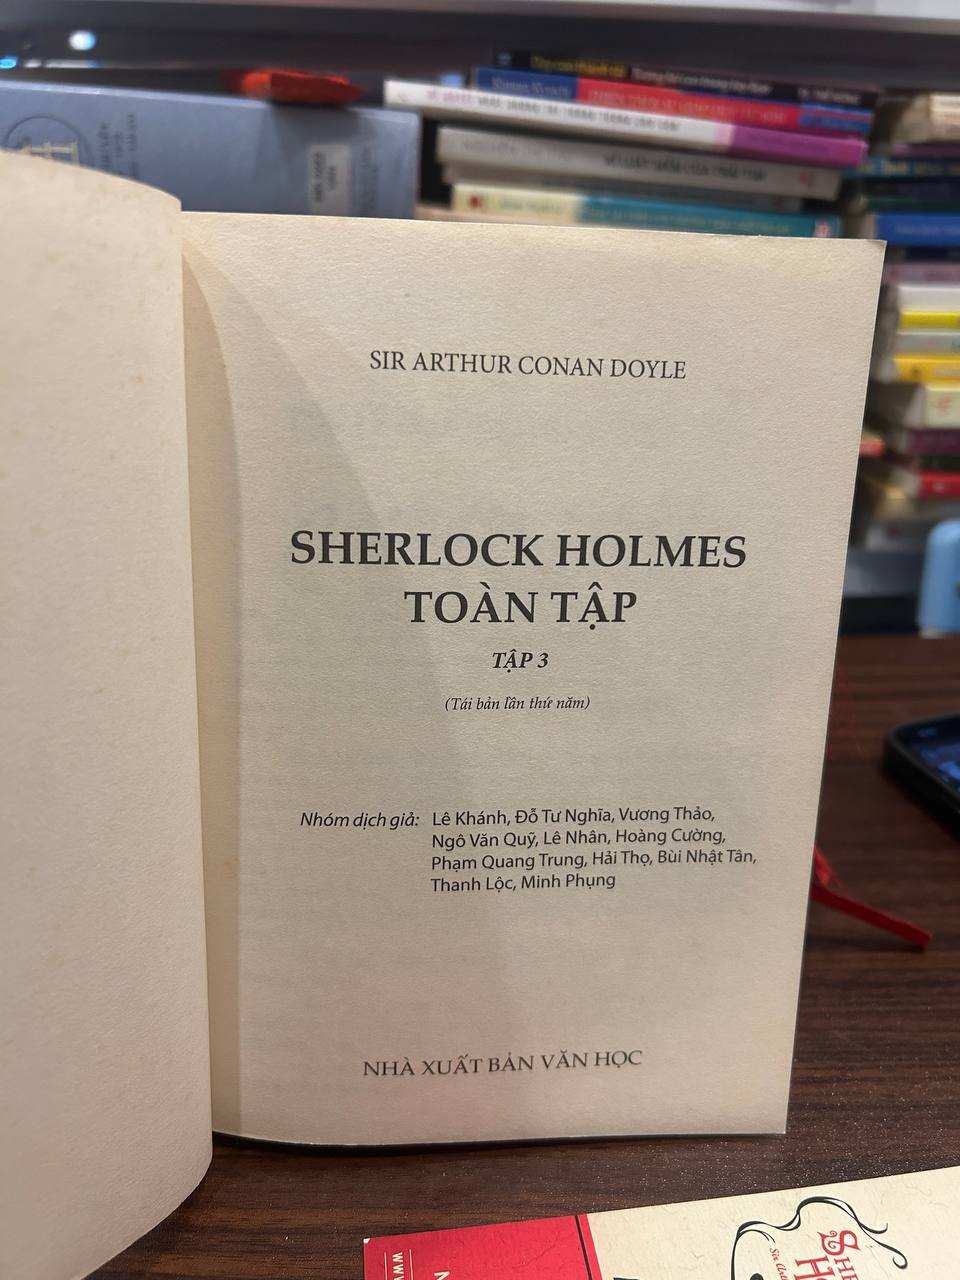 SIR ARTHUR CONAN DOYLE
SHERLOCK HOLMES
TOÀN TẬP
TẬP 3
(Tái bản lần thứ năm)
Nhóm dịch giả: Lê Khánh, Đỗ Tư Nghĩa, Vương Thảo,
Ngô Văn Quỹ, Lê Nhân, Hoàng Cường,
Phạm Quang Trung, Hải Thọ, Bùi Nhật Tân,
Thanh Lộc, Minh Phụng
NHÀ XUẤT BẢN VĂN HỌC
www